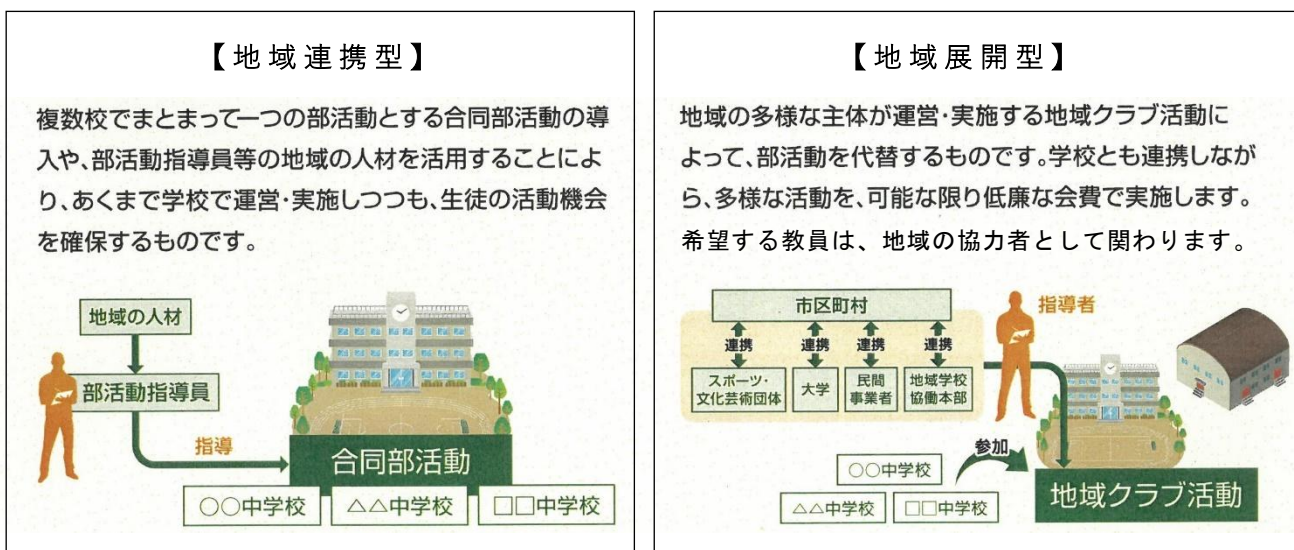 【地域連携型】
複数校でまとまって一つの部活動とする合同部活動の導
入や、部活動指導員等の地域の人材を活用することによ
り、あくまで学校で運営・実施しつつも、生徒の活動機会
を確保するものです。
地域の人材
部活動指導員
指導
合同部活動
○○中学校
△△中学校
□□中学校
【地域展開型】
地域の多様な主体が運営・実施する地域クラブ活動に
よって、部活動を代替するものです。学校とも連携しなが
ら、多様な活動を、可能な限り低廉な会費で実施します。
希望する教員は、地域の協力者として関わります。
市区町村
連携
連携
連携
連携
スポーツ・
文化芸術団体
大学
民間
事業者
地域学校
協働本部
指導者
参加
○○中学校
△△中学校
□□中学校
地域クラブ活動